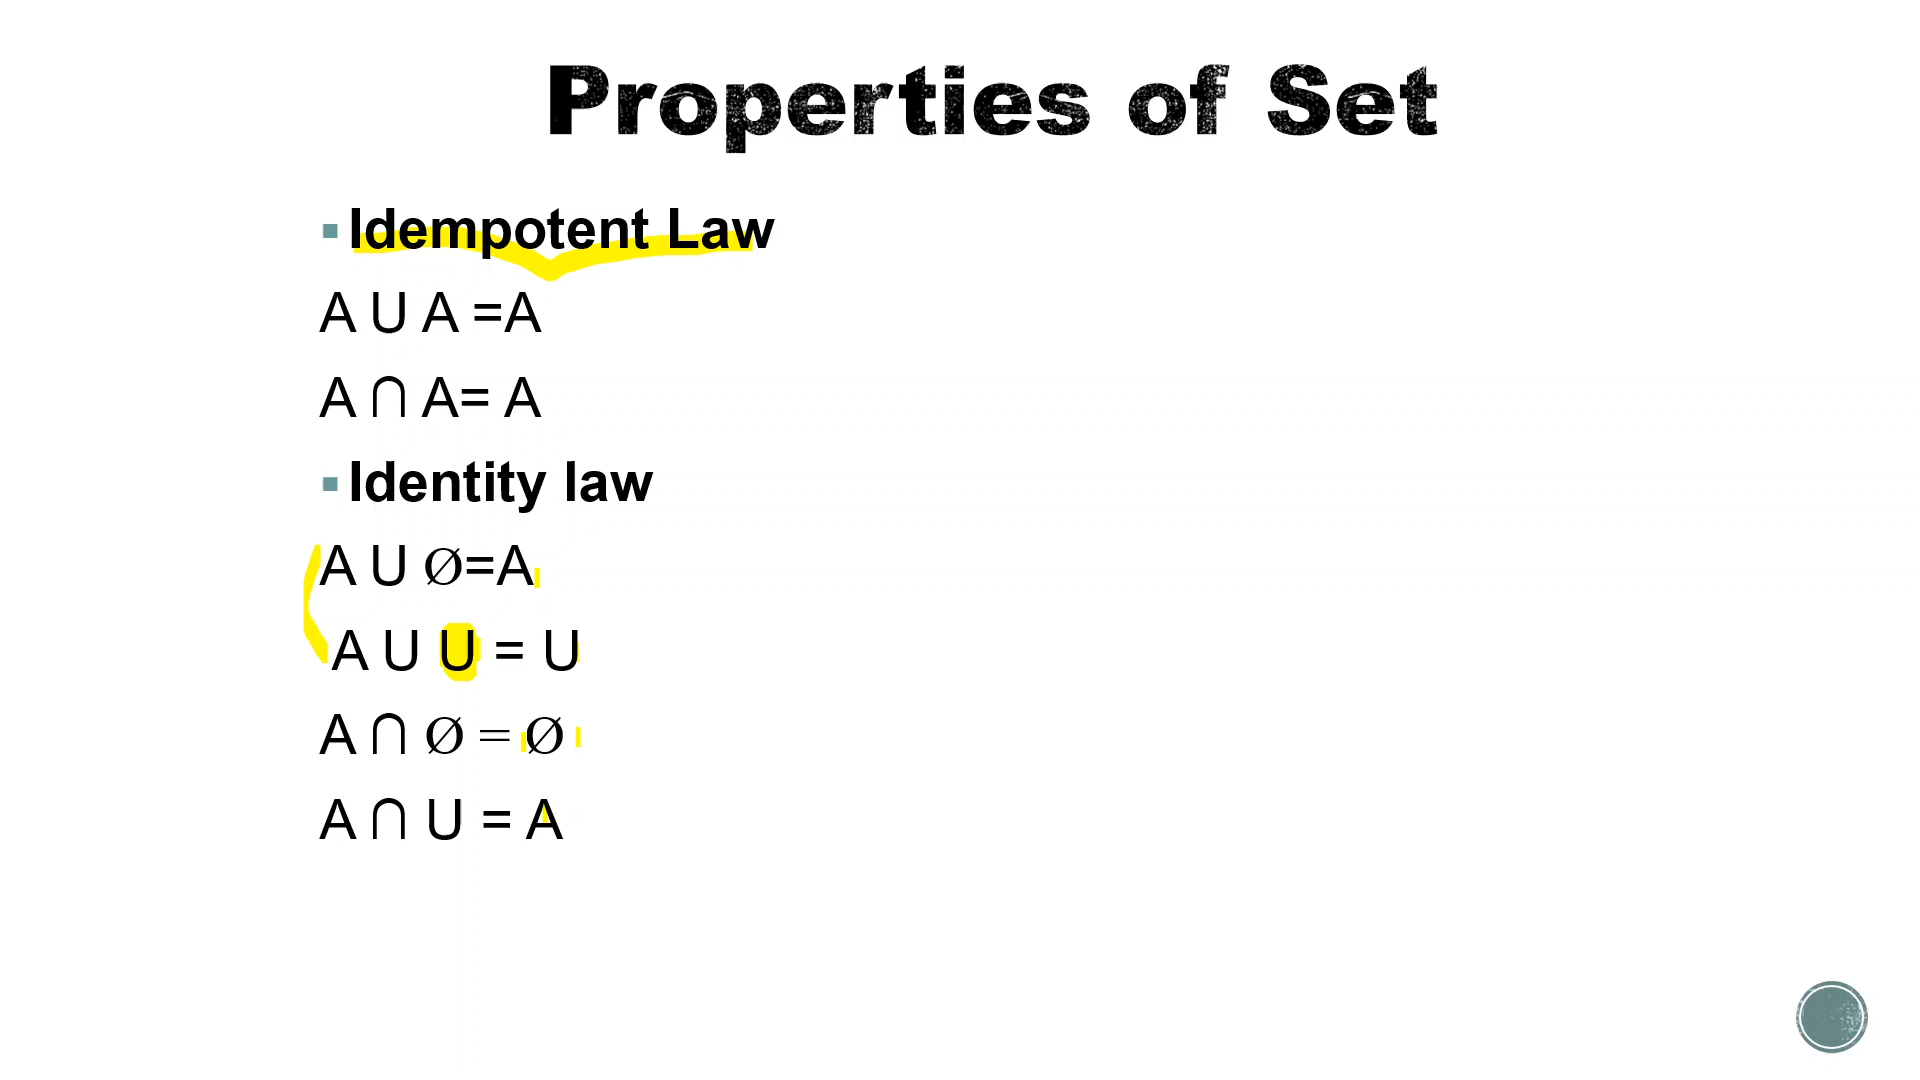 Properties of Set
▪ Idempotent Law
A U A =A
A ∩ A= A
▪ Identity law
A U Ø=A
A U U = U
A ∩ Ø = Ø
A ∩ U = A